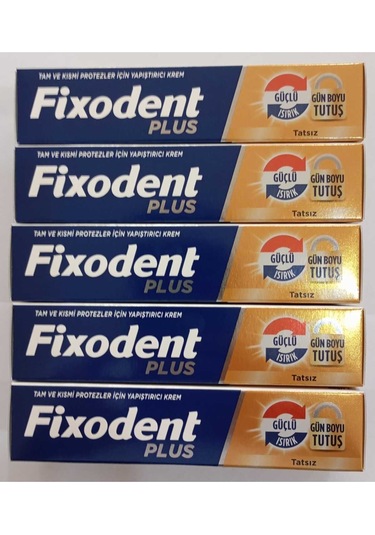 TAM VE KISMİ PROTEZLER İÇİN YAPIŞTIRICI KREM
Fixodent
PLUS
GÜÇLÜ
ISIRIK
GÜN BOYU
TUTUŞ
Tatsız
TAM VE KISMİ PROTEZLER İÇİN YAPIŞTIRICI KREM
Fixodent
PLUS
GÜÇLÜ
ISIRIK
GÜN BOYU
TUTUŞ
Tatsız
TAM VE KISMİ PROTEZLER İÇİN YAPIŞTIRICI KREM
Fixodent
PLUS
GÜÇLÜ
ISIRIK
GÜN BOYU
TUTUŞ
Tatsız
TAM VE KISMİ PROTEZLER İÇİN YAPIŞTIRICI KREM
Fixodent
PLUS
GÜÇLÜ
ISIRIK
GÜN BOYU
TUTUŞ
Tatsız
TAM VE KISMİ PROTEZLER İÇİN YAPIŞTIRICI KREM
Fixodent
PLUS
GÜÇLÜ
ISIRIK
GÜN BOYU
TUTUŞ
Tatsız